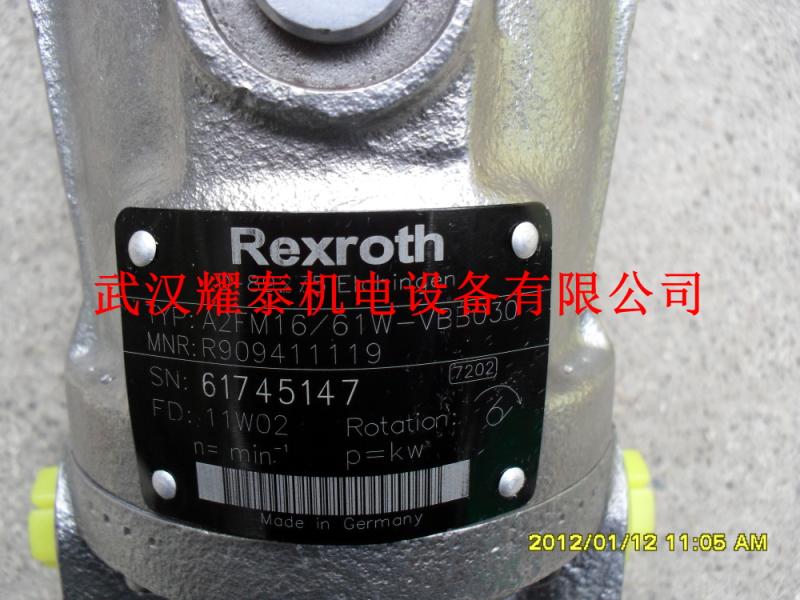 Rexroth
武汉耀泰机电设备有限公司
TYP: A2FM16/61W-VBB030
MNR: R909411119
7202
SN: 61745147
FD: 11W02 Rotation:
n= min-1 p=kw
Made in Germany
2012/01/12 11:05 AM